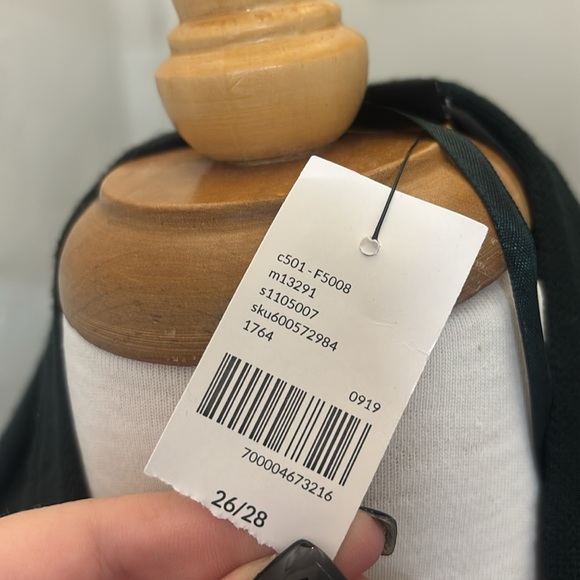 c501 - F5008
m13291
s1105007
sku600572984
1764
0919
700004673216
26/28